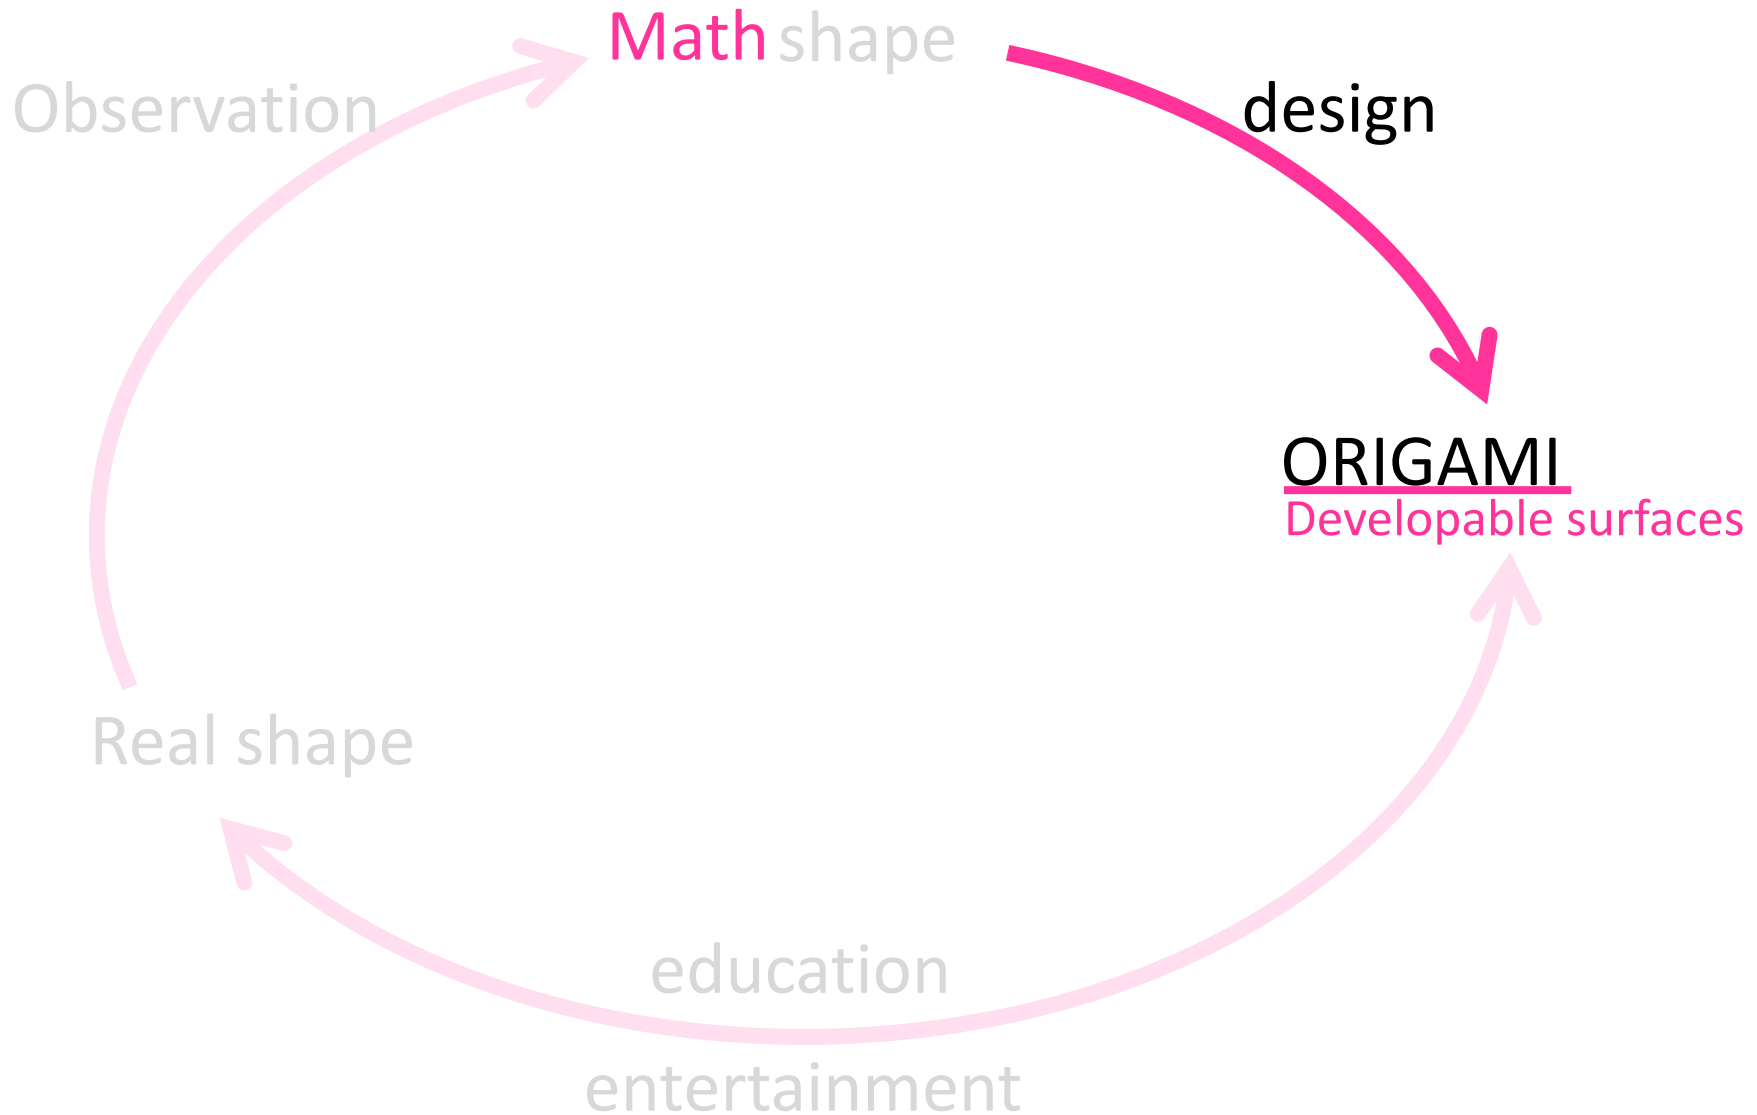 Math shape
Observation
design
ORIGAMI
Developable surfaces
Real shape
education
entertainment